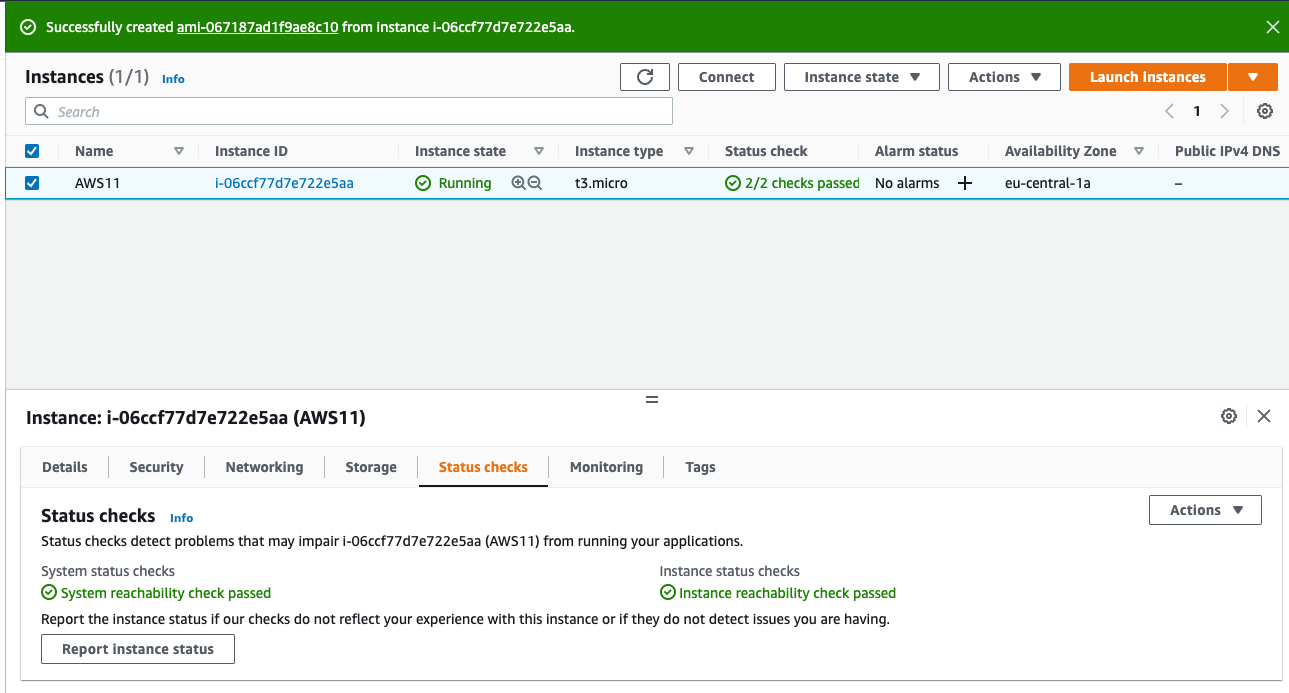 Successfully created ami-067187ad1f9ae8c10 from instance i-06ccf77d7e722e5aa.
Instances (1/1) Info
Connect
Instance state
Actions
Launch instances
Search
1
Name Instance ID Instance state Instance type Status check Alarm status Availability Zone Public IPv4 DNS
AWS11 i-06ccf77d7e722e5aa Running t3.micro 2/2 checks passed No alarms + eu-central-1a –
Instance: i-06ccf77d7e722e5aa (AWS11)
Details Security Networking Storage Status checks Monitoring Tags
Status checks Info
Actions
Status checks detect problems that may impair i-06ccf77d7e722e5aa (AWS11) from running your applications.
System status checks
System reachability check passed
Instance status checks
Instance reachability check passed
Report the instance status if our checks do not reflect your experience with this instance or if they do not detect issues you are having.
Report instance status